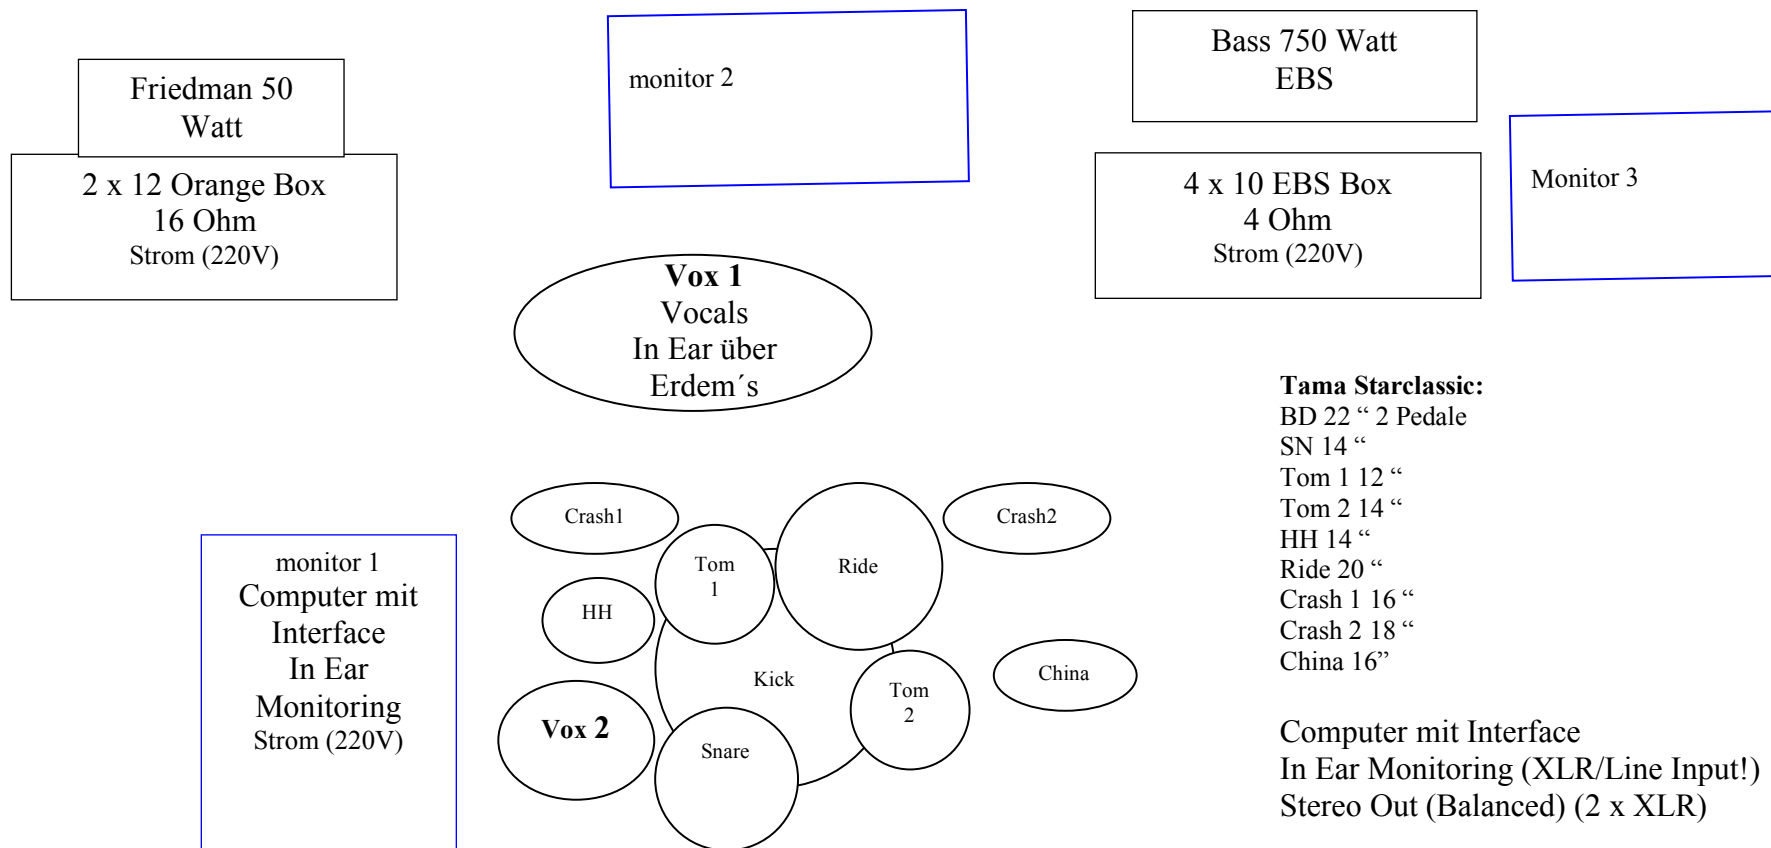 Friedman 50
Watt
2 x 12 Orange Box
16 Ohm
Strom (220V)
monitor 2
Bass 750 Watt
EBS
4 x 10 EBS Box
4 Ohm
Strom (220V)
Monitor 3
Vox 1
Vocals
In Ear über
Erdem´s
Crash1
Tom
1
Ride
Crash2
HH
Kick
Tom
2
China
Vox 2
Snare
monitor 1
Computer mit
Interface
In Ear
Monitoring
Strom (220V)
Tama Starclassic:
BD 22 “ 2 Pedale
SN 14 “
Tom 1 12 “
Tom 2 14 “
HH 14 “
Ride 20 “
Crash 1 16 “
Crash 2 18 “
China 16”
Computer mit Interface
In Ear Monitoring (XLR/Line Input!)
Stereo Out (Balanced) (2 x XLR)